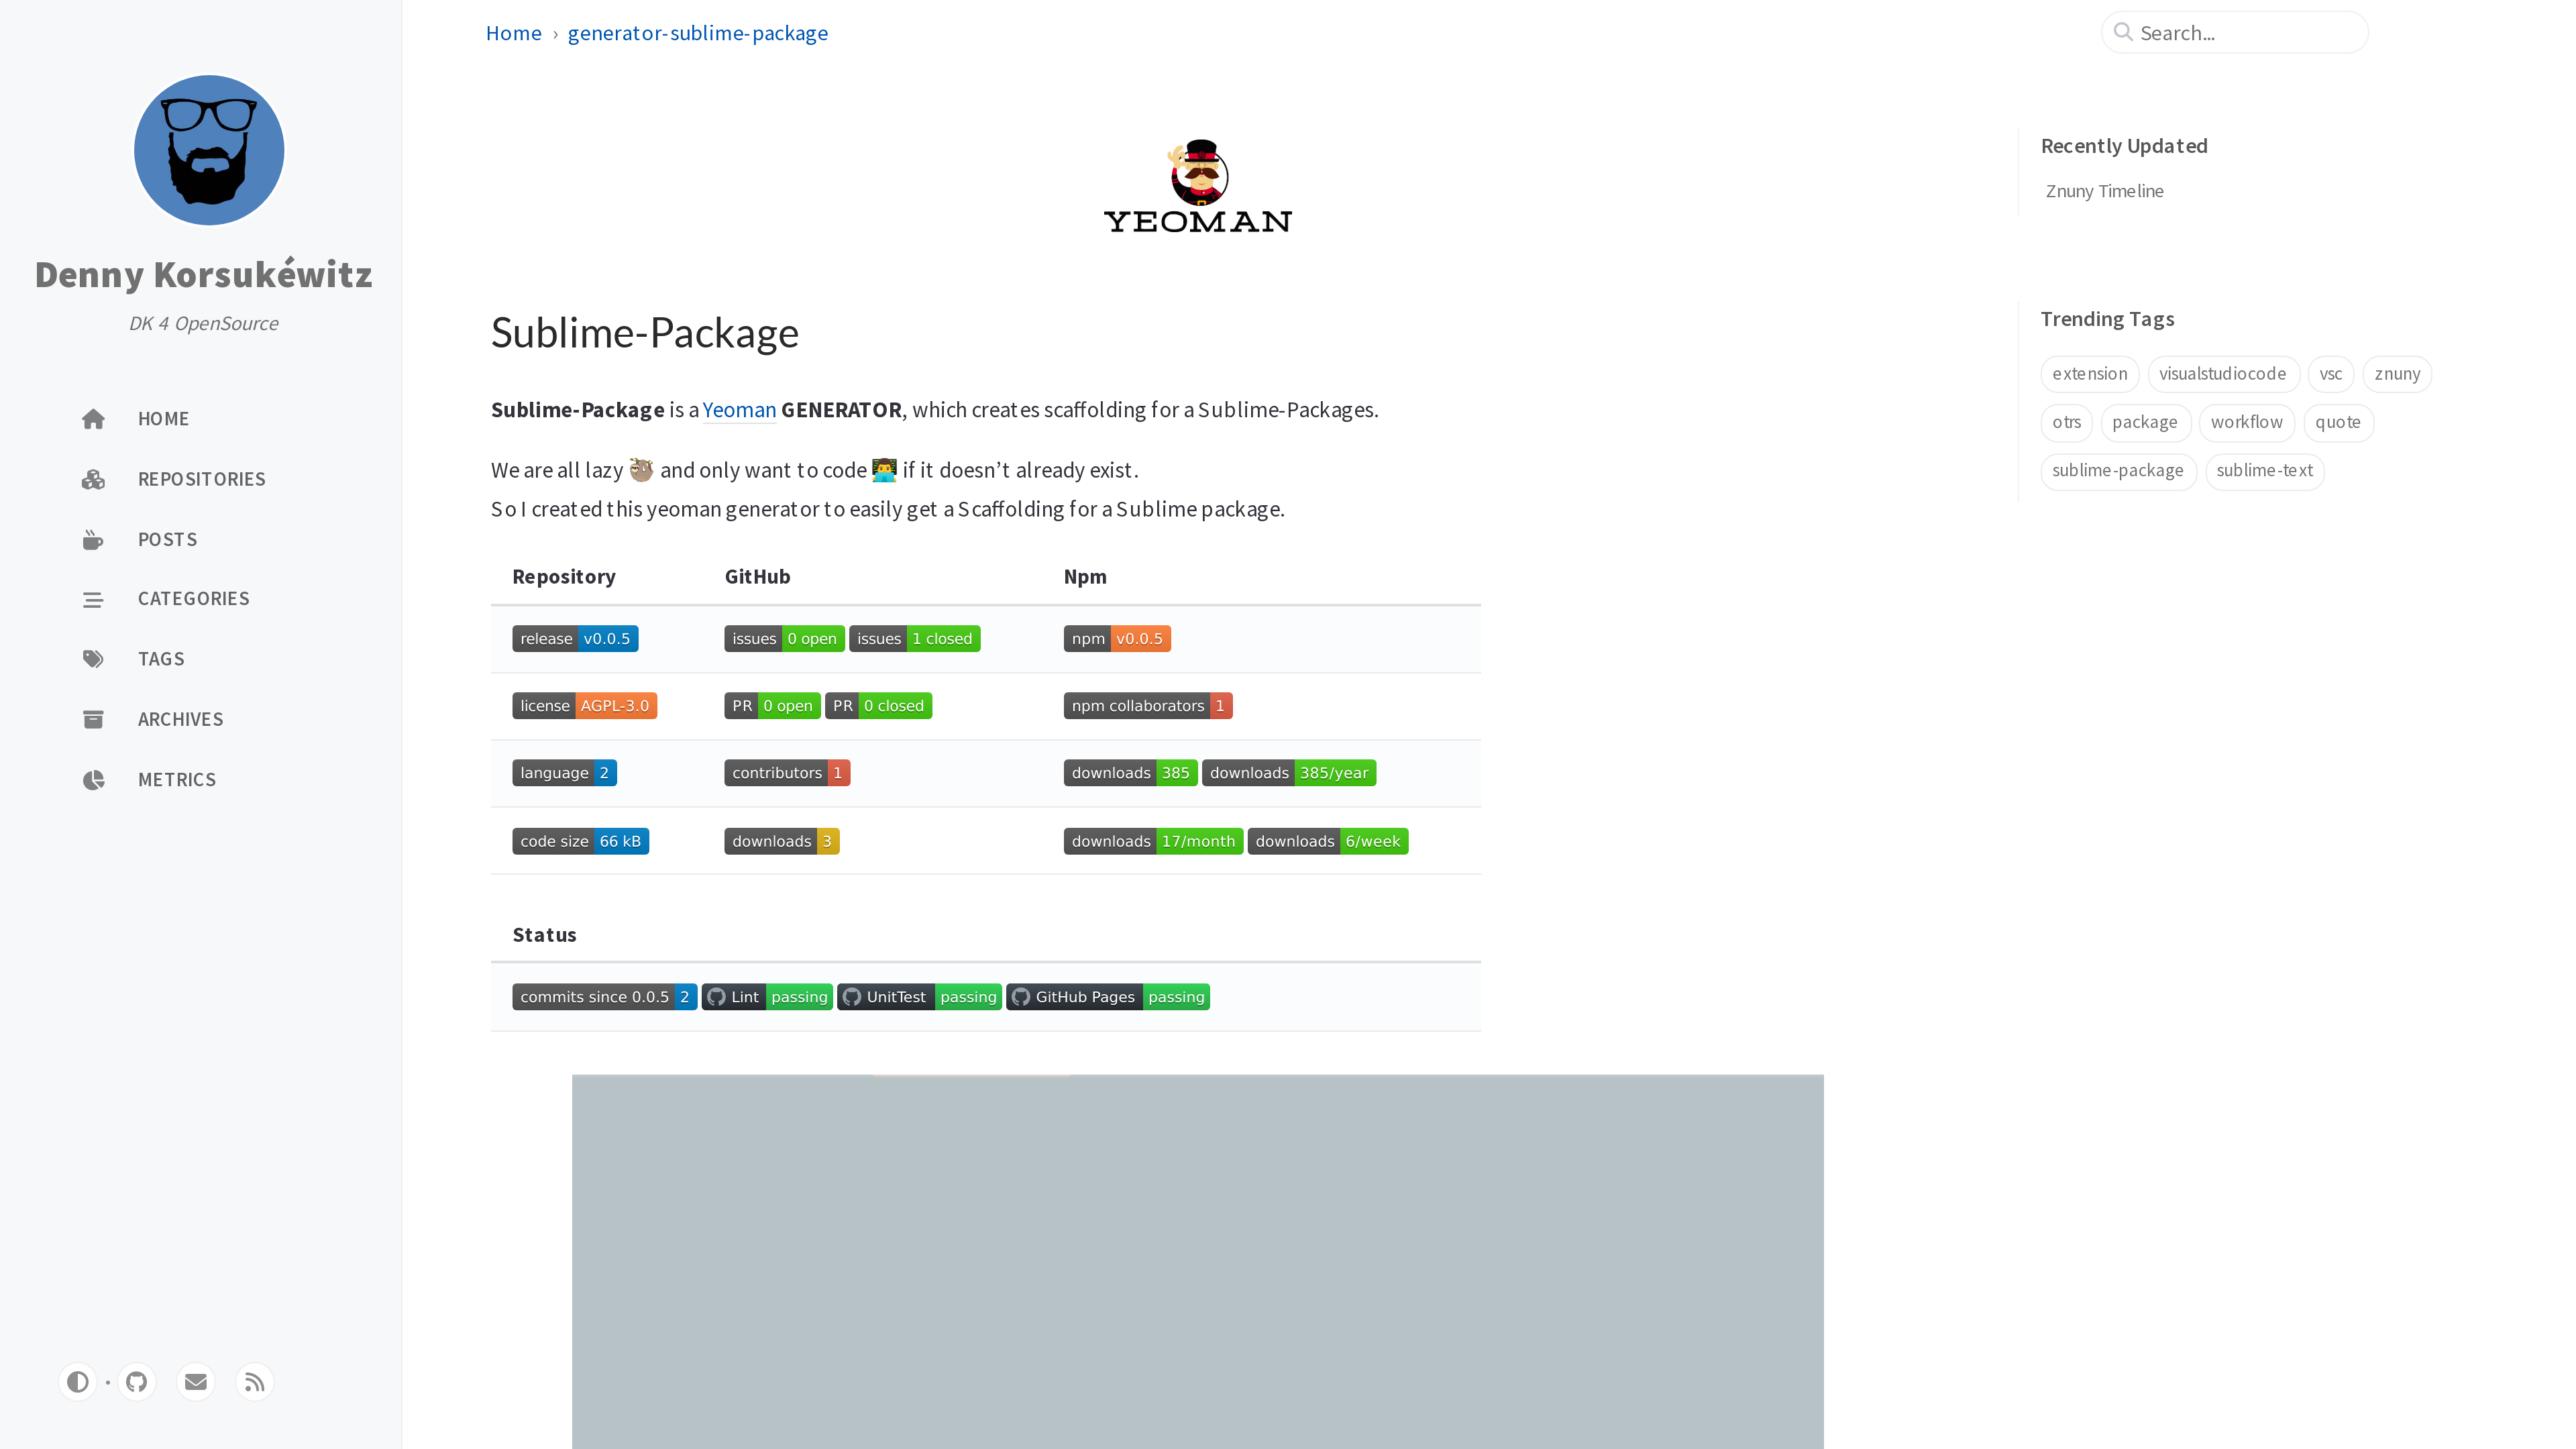 Denny Korsukéwitz
DK 4 OpenSource
HOME
REPOSITORIES
POSTS
CATEGORIES
TAGS
ARCHIVES
METRICS
Home › generator-sublime-package
Search...
YEOMAN
Sublime-Package
Sublime-Package is a Yeoman GENERATOR, which creates scaffolding for a Sublime-Packages.
We are all lazy 🦥 and only want to code 👨‍💻 if it doesn’t already exist.
So I created this yeoman generator to easily get a Scaffolding for a Sublime package.
Repository GitHub Npm
release v0.0.5 issues 0 open issues 1 closed npm v0.0.5
license AGPL-3.0 PR 0 open PR 0 closed npm collaborators 1
language 2 contributors 1 downloads 385 downloads 385/year
code size 66 kB downloads 3 downloads 17/month downloads 6/week
Status
commits since 0.0.5 2 Lint passing UnitTest passing GitHub Pages passing
Recently Updated
Znuny Timeline
Trending Tags
extension visualstudiocode vsc znuny
otrs package workflow quote
sublime-package sublime-text